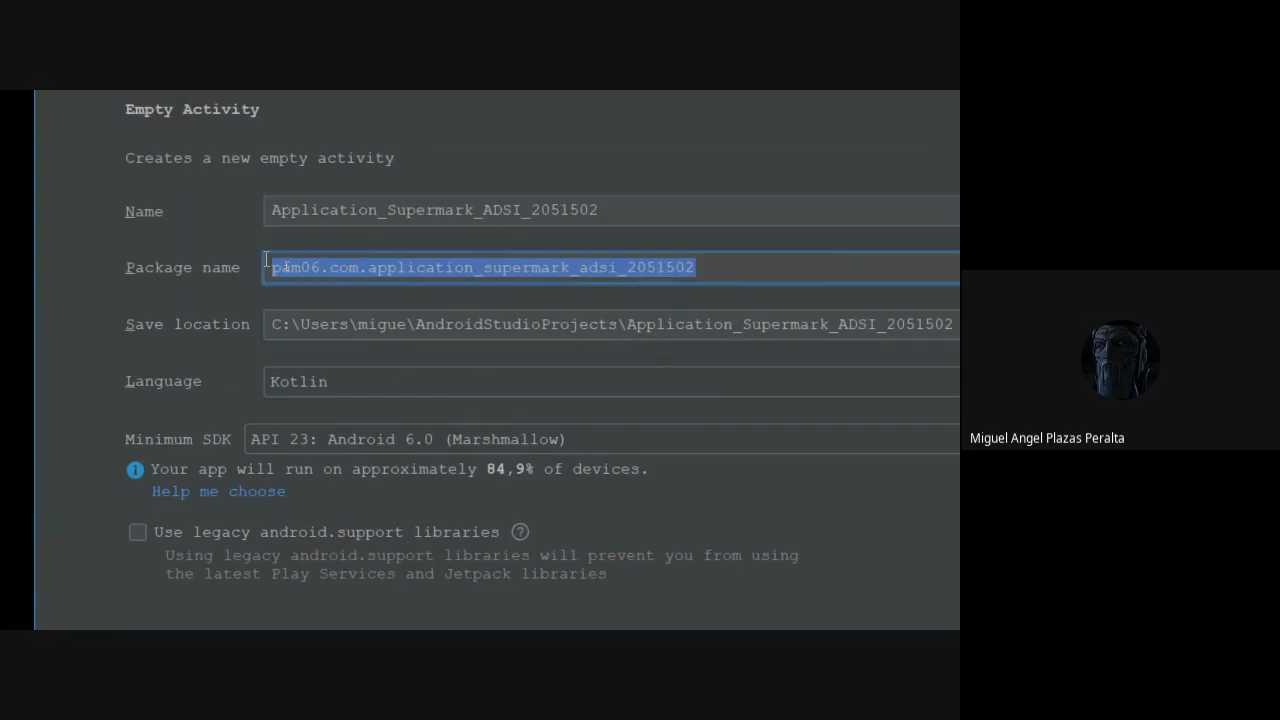 Empty Activity
Creates a new empty activity
Name Application_Supermark_ADSI_2051502
Package name pam06.com.application_supermark_adsi_2051502
Save location C:\Users\migue\AndroidStudioProjects\Application_Supermark_ADSI_2051502
Language Kotlin
Minimum SDK API 23: Android 6.0 (Marshmallow)
Your app will run on approximately 84,9% of devices.
Help me choose
Use legacy android.support libraries ?
Using legacy android.support libraries will prevent you from using
the latest Play Services and Jetpack libraries
Miguel Angel Plazas Peralta